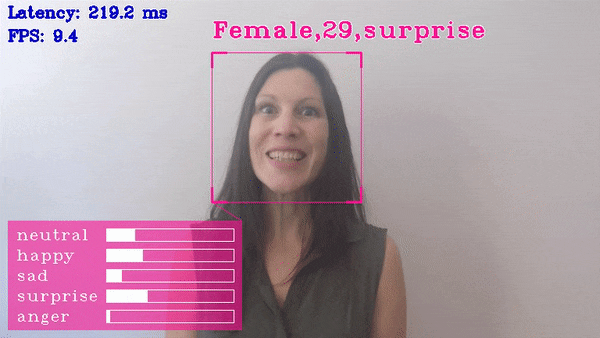 Latency: 219.2 ms
FPS: 9.4
Female,29,surprise
neutral
happy
sad
surprise
anger